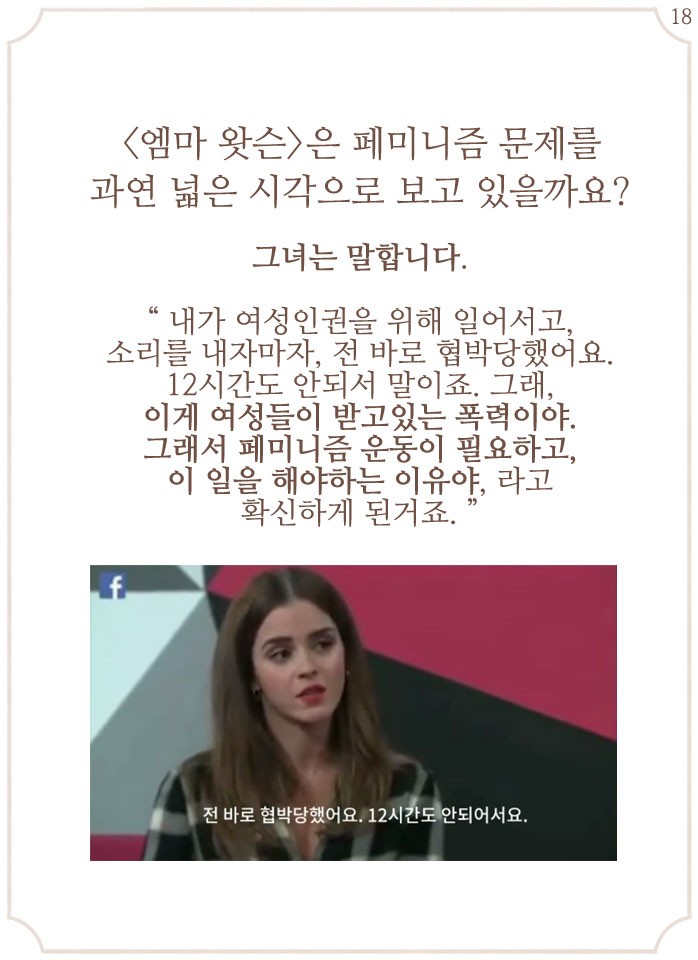 18
<엠마 왓슨>은 페미니즘 문제를
과연 넓은 시각으로 보고 있을까요?
그녀는 말합니다.
“ 내가 여성인권을 위해 일어서고,
소리를 내자마자, 전 바로 협박당했어요.
12시간도 안되서 말이죠. 그래,
이게 여성들이 받고있는 폭력이야.
그래서 페미니즘 운동이 필요하고,
이 일을 해야하는 이유야, 라고
확신하게 된거죠. ”
f
전 바로 협박당했어요. 12시간도 안되어서요.